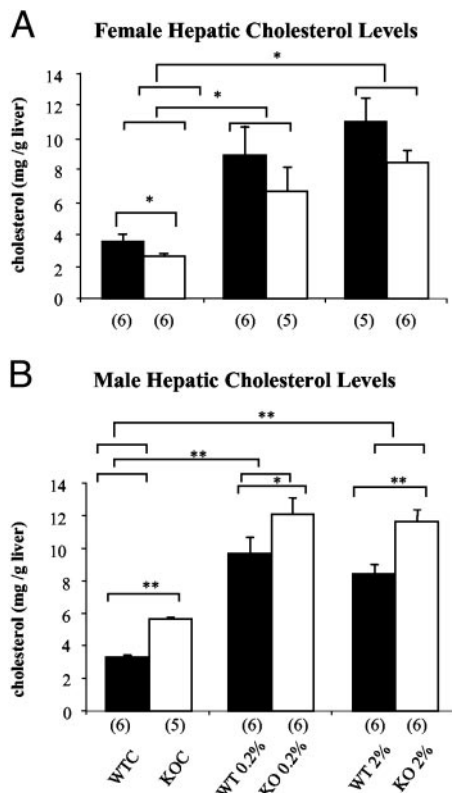 A
Female Hepatic Cholesterol Levels
*
14
12
*
10
8
6
*
4
2
0
cholesterol (mg /g liver)
(6) (6) (6) (5) (5) (6)
B
Male Hepatic Cholesterol Levels
**
**
14
* **
12
10
8
**
6
4
2
0
cholesterol (mg /g liver)
(6) (5) (6) (6) (6) (6)
WTC KOC WT 0.2% KO 0.2% WT 2% KO 2%